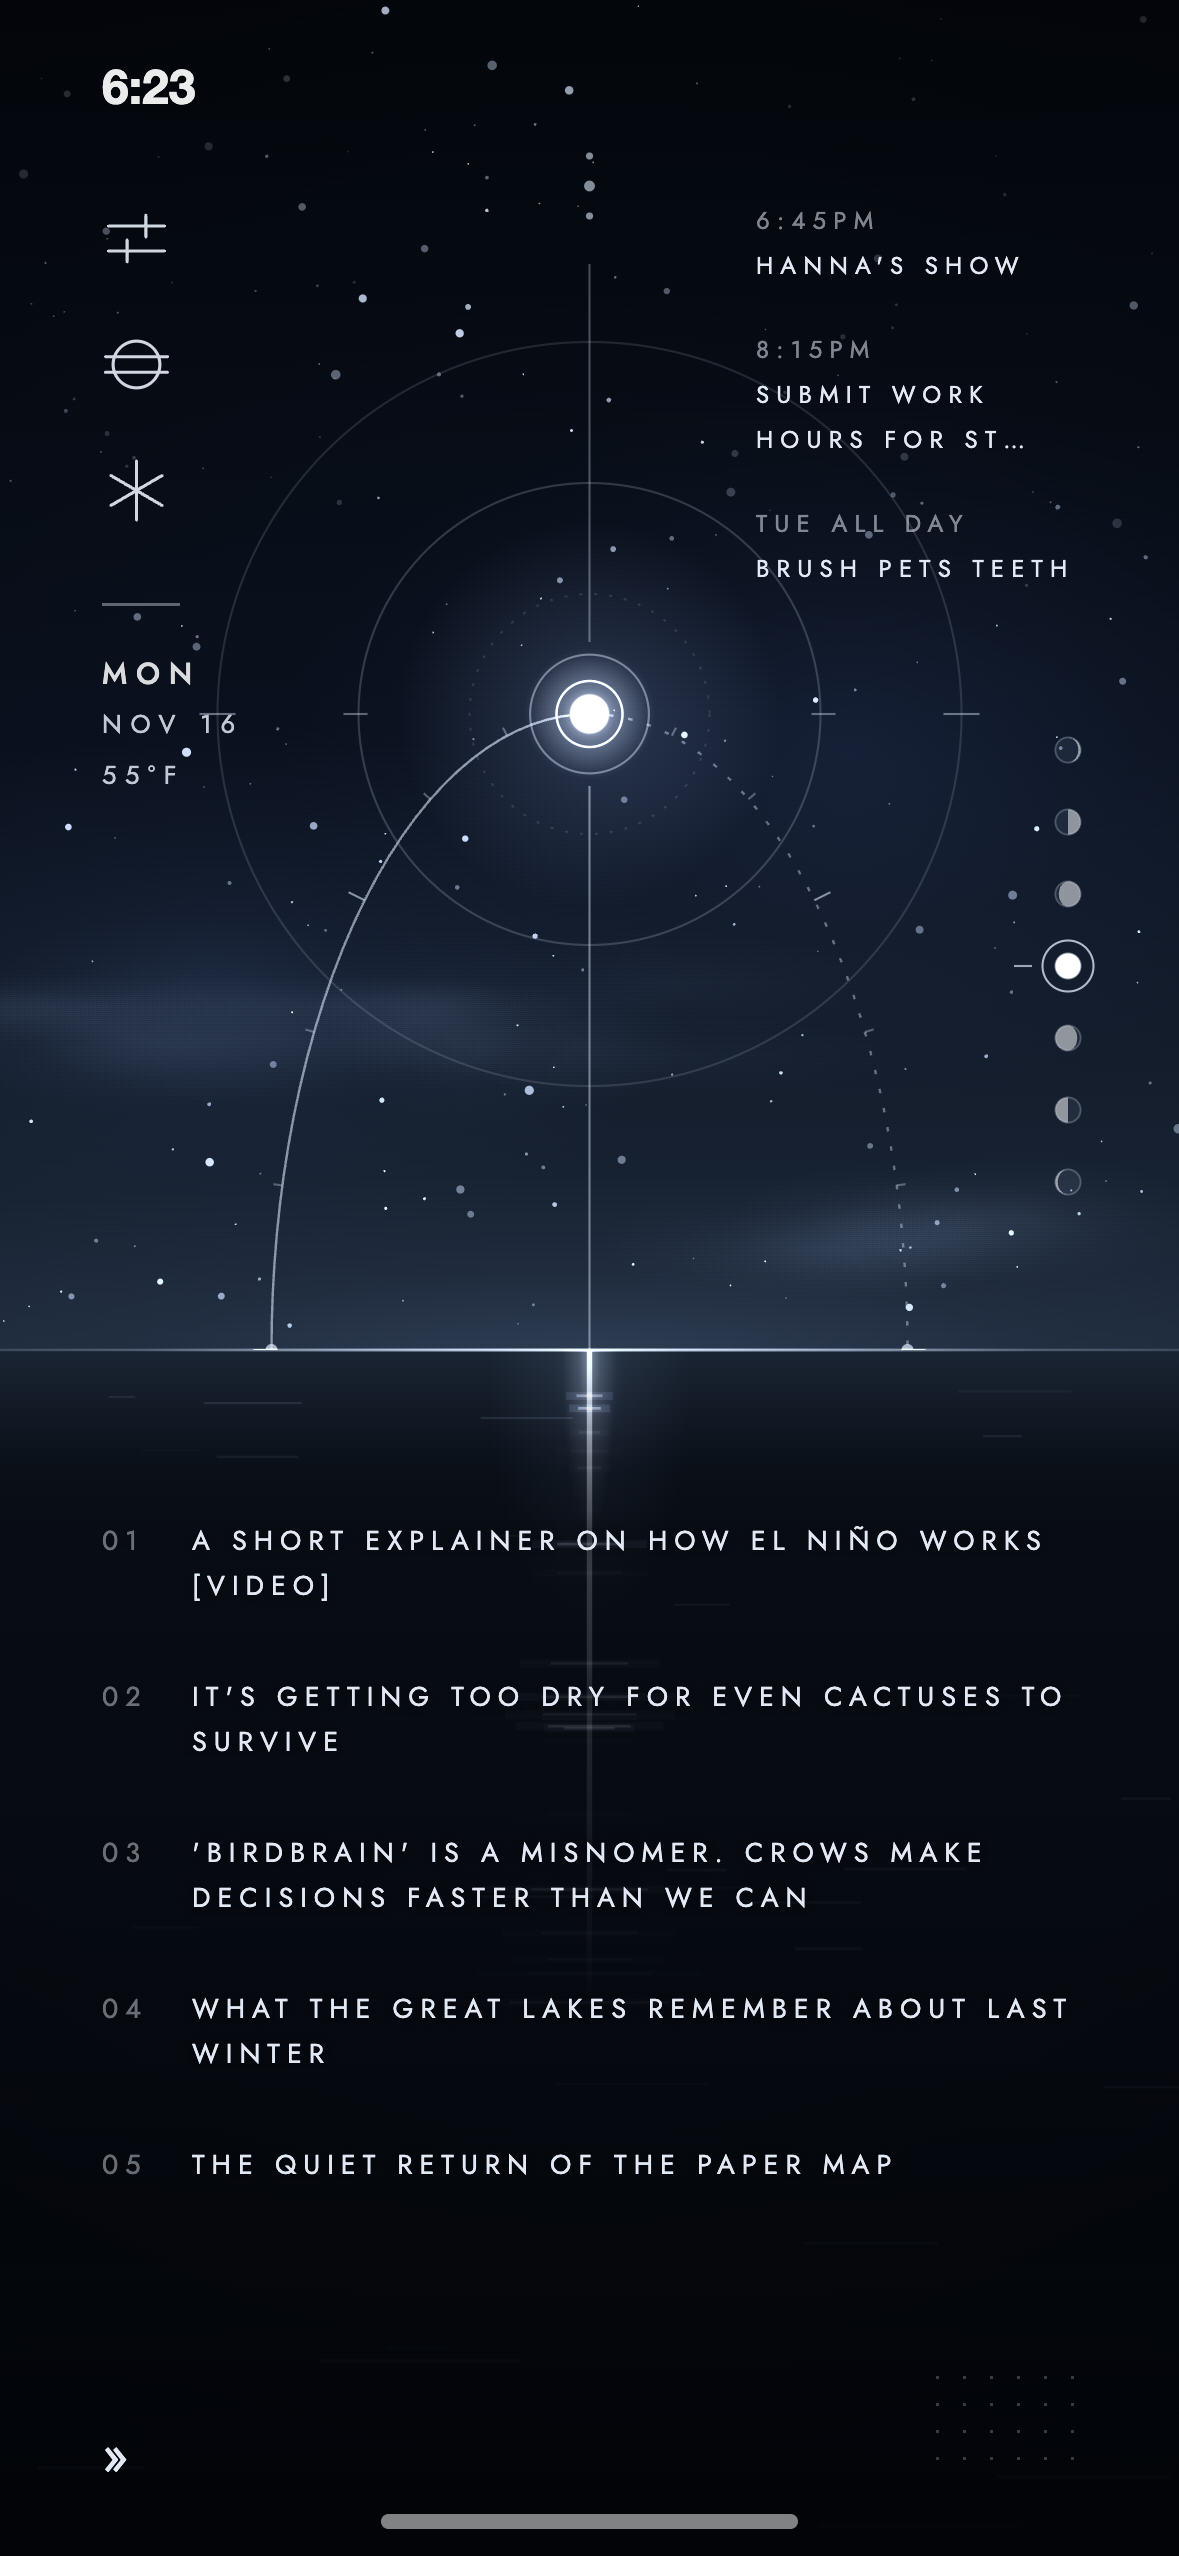 6:23
6:45PM
HANNA'S SHOW
8:15PM
SUBMIT WORK
HOURS FOR ST…
TUE ALL DAY
BRUSH PETS TEETH
MON
NOV 16
55°F
01 A SHORT EXPLAINER ON HOW EL NIÑO WORKS
[VIDEO]
02 IT'S GETTING TOO DRY FOR EVEN CACTUSES TO
SURVIVE
03 'BIRDBRAIN' IS A MISNOMER. CROWS MAKE
DECISIONS FASTER THAN WE CAN
04 WHAT THE GREAT LAKES REMEMBER ABOUT LAST
WINTER
05 THE QUIET RETURN OF THE PAPER MAP
»